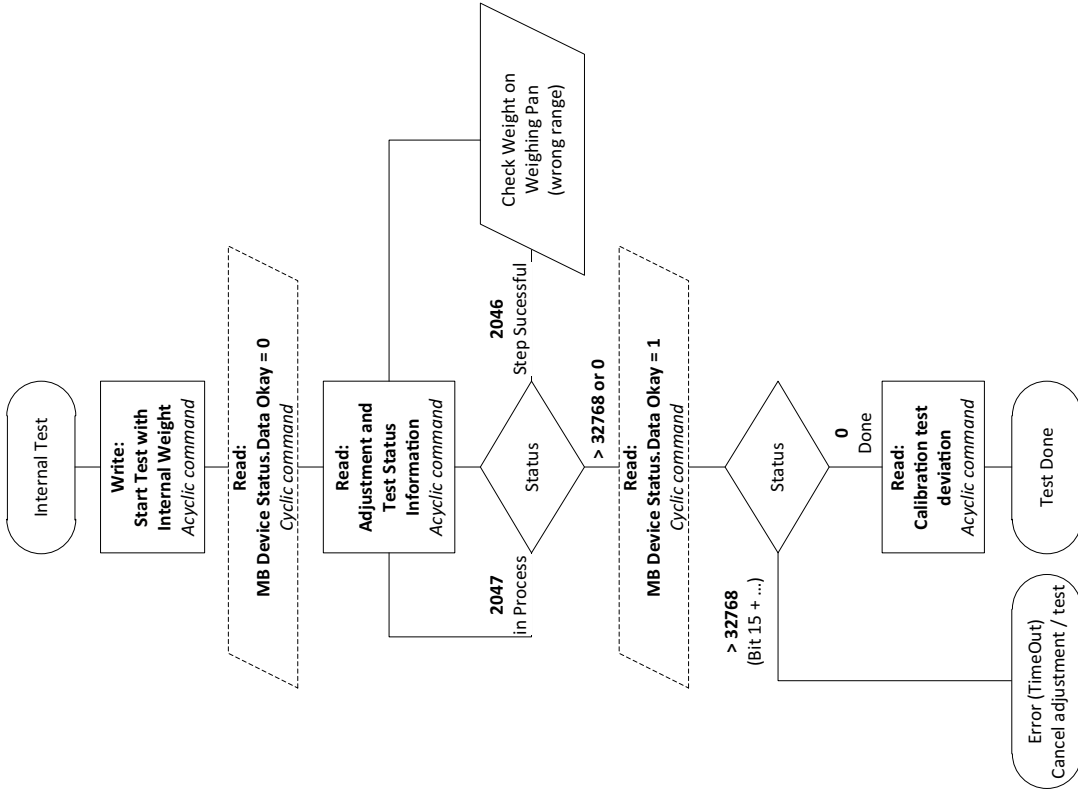 Internal Test
Write:
Start Test with
Internal Weight
Acyclic command
Read:
MB Device Status.Data Okay = 0
Cyclic command
Read:
Adjustment and
Test Status
Information
Acyclic command
2047
in Process
Status
2046
Step Sucessful
Check Weight on
Weighing Pan
(wrong range)
> 32768 or 0
Read:
MB Device Status.Data Okay = 1
Cyclic command
Status
> 32768
(Bit 15 + ...)
0
Done
Read:
Calibration test
deviation
Acyclic command
Error (TimeOut)
Cancel adjustment / test
Test Done